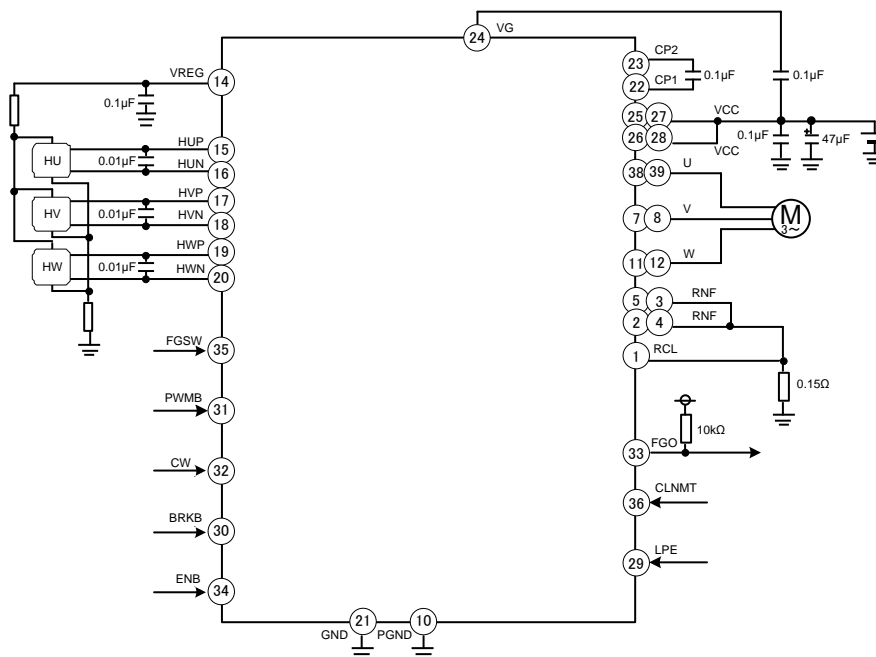 24
VG
VREG
14
0.1µF
HU
HUP
15
0.01µF
HUN
16
HV
HVP
17
0.01µF
HVN
18
HW
HWP
19
0.01µF
HWN
20
FGSW
35
PWMB
31
CW
32
BRKB
30
ENB
34
GND
21
PGND
10
23
CP2
22
CP1
0.1µF
0.1µF
25
27
VCC
26
28
VCC
0.1µF
+
47µF
38
39
U
7
8
V
M
3~
11
12
W
5
3
RNF
2
4
RNF
1
RCL
0.15Ω
10kΩ
33
FGO
36
CLNMT
29
LPE